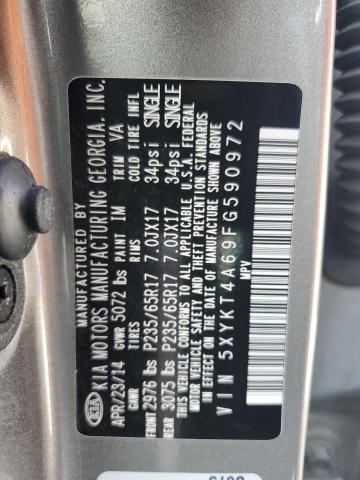 MANUFACTURED BY
KIA MOTORS MANUFACTURING GEORGIA, INC.
KIA
APR/23/14 GVWR 5072 lbs PAINT IM TRIM VA
GAWR TIRES RIMS COLD TIRE INFL
FRONT 2976 lbs P235/65R17 7.0JX17 34psi SINGLE
REAR 3075 lbs P235/65R17 7.0JX17 34psi SINGLE
THIS VEHICLE CONFORMS TO ALL APPLICABLE U.S.A. FEDERAL
MOTOR VEHICLE SAFETY AND THEFT PREVENTION STANDARDS
IN EFFECT ON THE DATE OF MANUFACTURE SHOWN ABOVE
VIN 5XYKT4A69FG590972
MPV